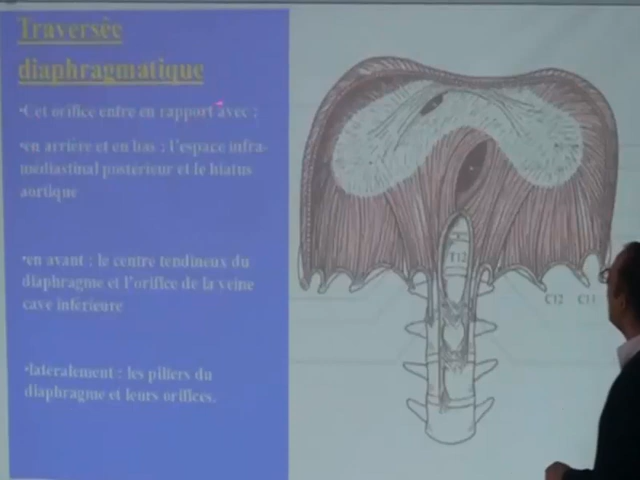 Traversée
diaphragmatique
•Cet orifice entre en rapport avec :
•en arrière et en bas : l'espace infra-
médiastinal postérieur et le hiatus
aortique
•en avant : le centre tendineux du
diaphragme et l'orifice de la veine
cave inférieure
•latéralement : les piliers du
diaphragme et leurs orifices.
T12
C12 C11